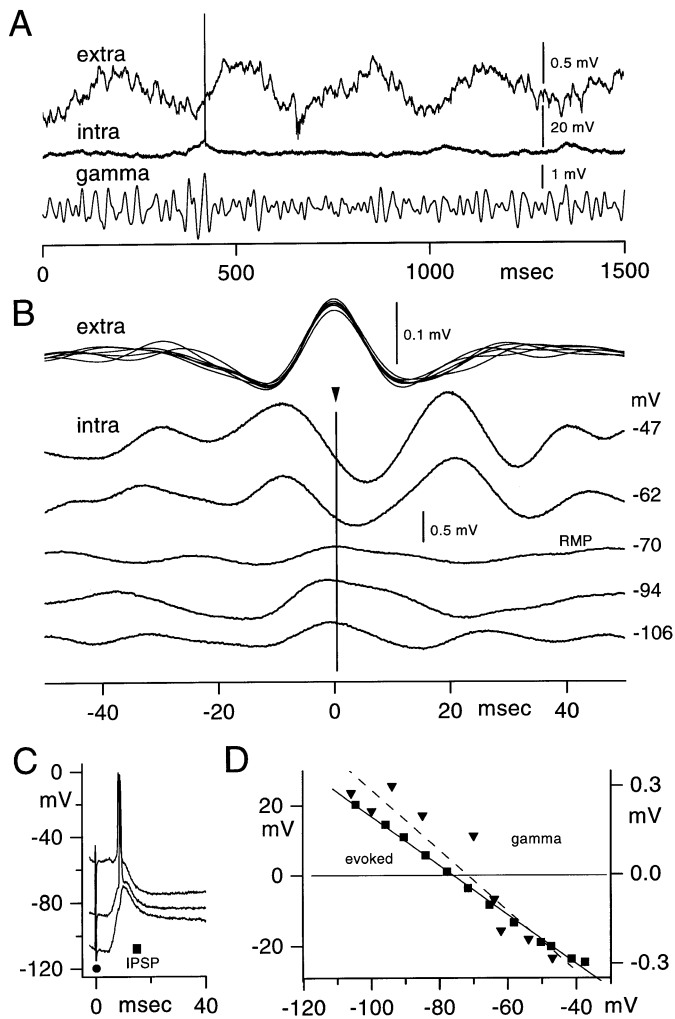 A
extra
0.5 mV
intra
20 mV
gamma
1 mV
0 500 1000 msec 1500
B
extra
0.1 mV
mV
intra
-47
-62
0.5 mV
RMP
-70
-94
-106
-40 -20 0 20 msec 40
C
0
mV
-40
-80
-120
IPSP
0 msec 40
D
20
mV
0
-20
evoked
gamma
0.3
mV
0.0
-0.3
-120 -100 -80 -60 -40 mV